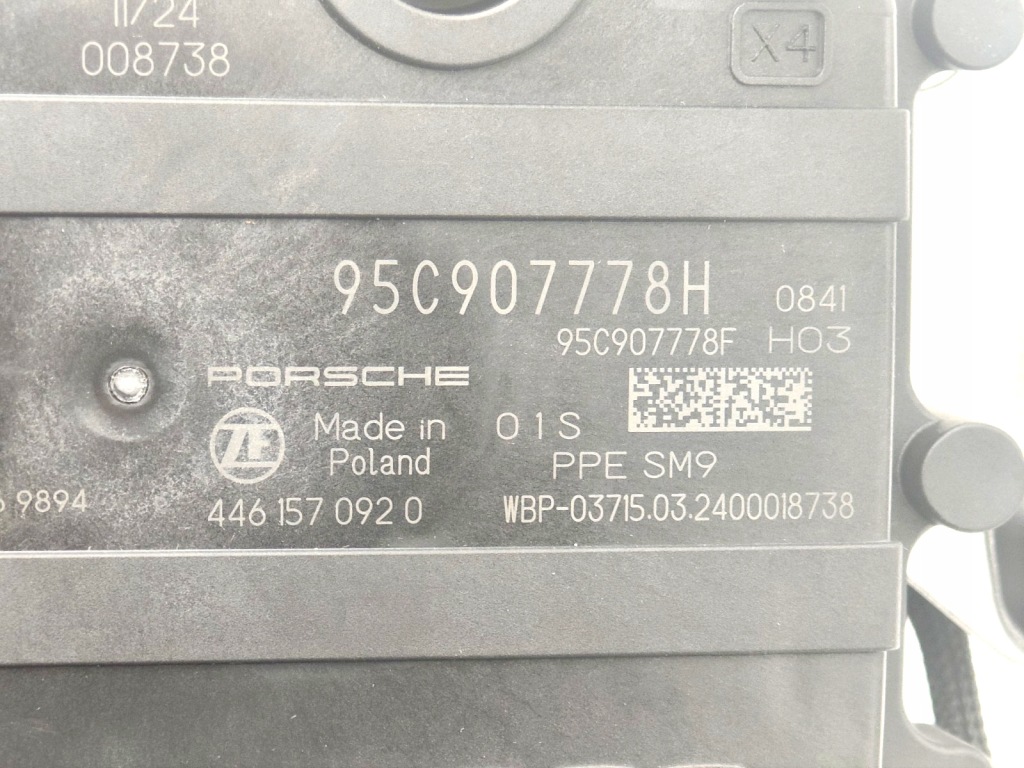 11/24
008738
X4
95C907778H 0841
95C907778F H03
PORSCHE
ZF Made in 01S
Poland PPE SM9
9894
446 157 092 0 WBP-03715.03.2400018738